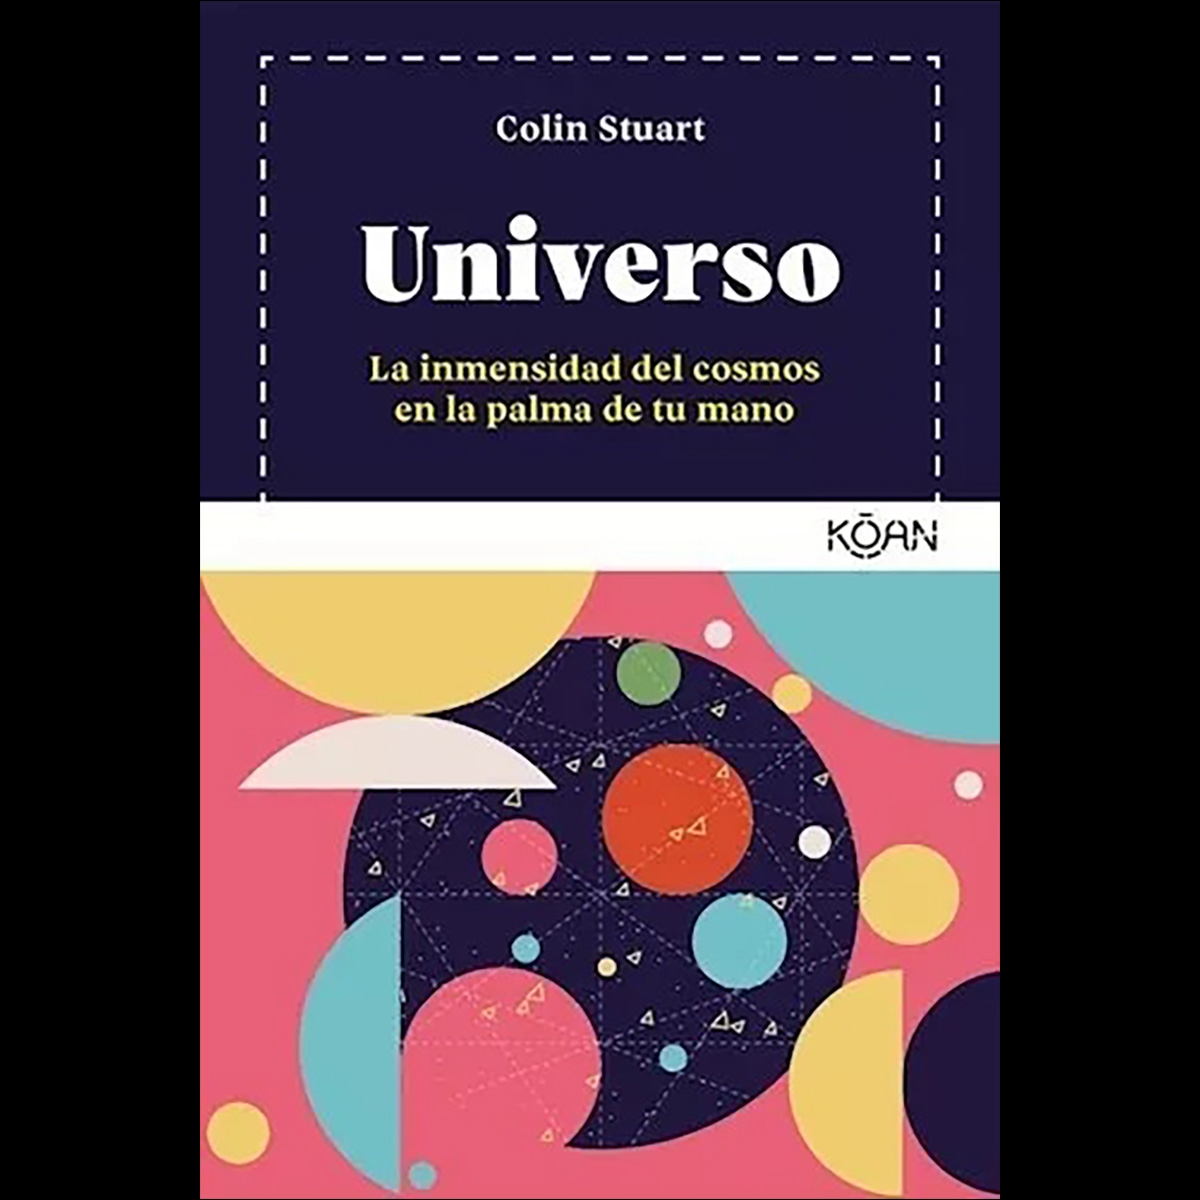 Colin Stuart
Universo
La inmensidad del cosmos
en la palma de tu mano
KŌAN